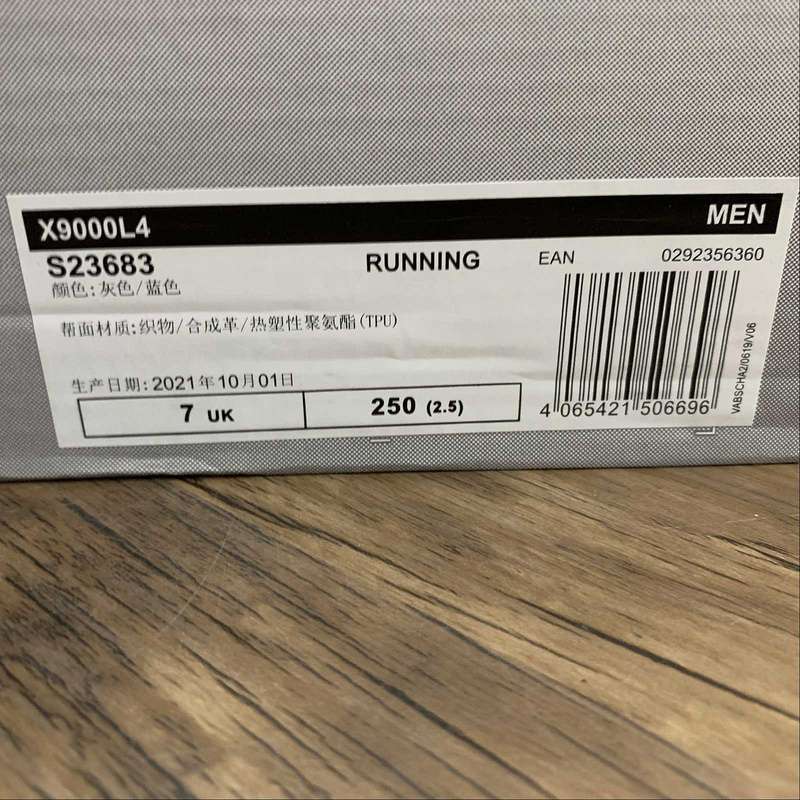 X9000L4 MEN
S23683 RUNNING EAN 0292356360
颜色:灰色/蓝色
帮面材质:织物/合成革/热塑性聚氨酯(TPU)
生产日期:2021年10月01日
7 UK 250 (2.5)
4 065421 506696
VABSCHA2/0619/V06